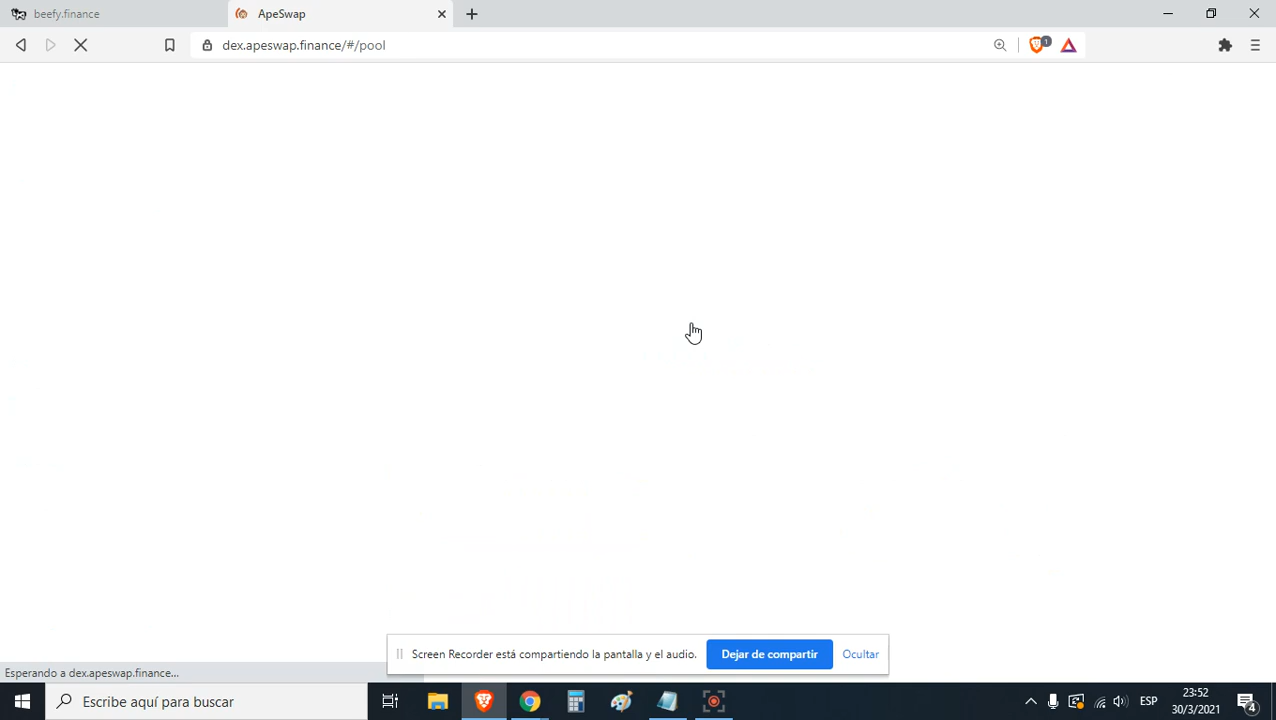 beefy.finance
ApeSwap
dex.apeswap.finance/#/pool
1
Screen Recorder está compartiendo la pantalla y el audio.
Dejar de compartir
Ocultar
Esperando a dex.apeswap.finance...
Escribe aquí para buscar
ESP
23:52
30/3/2021
4